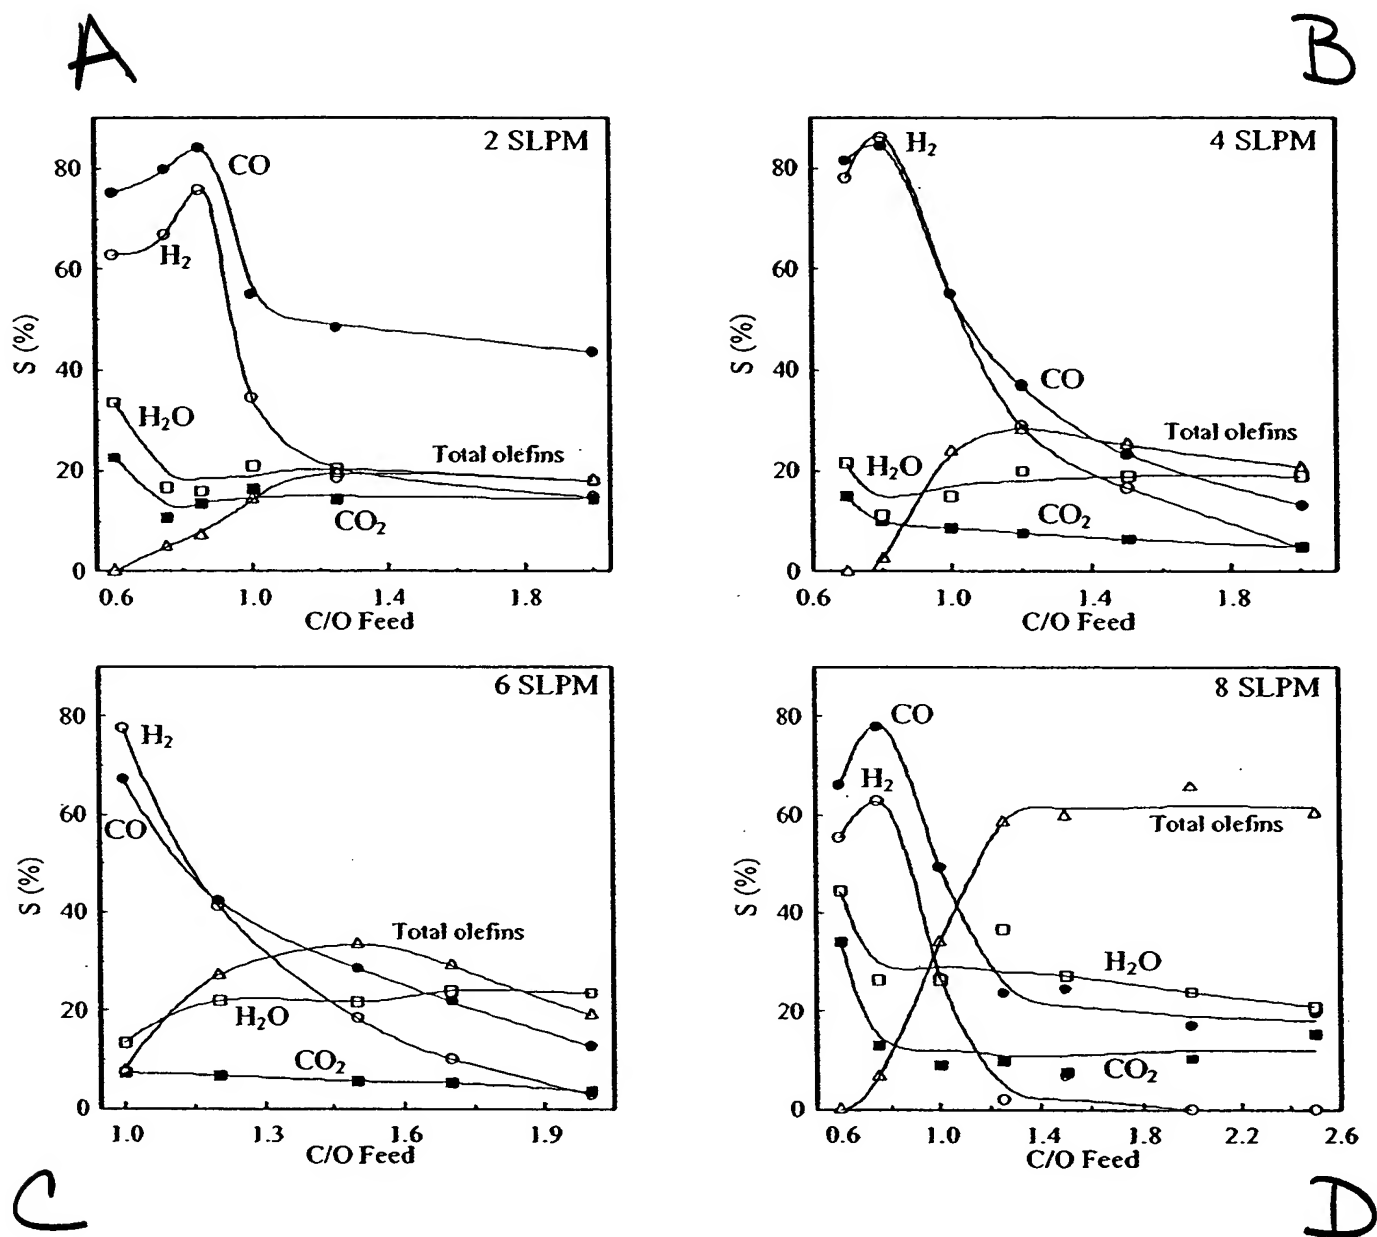 A
B
2 SLPM
CO
H₂
H₂O
Total olefins
CO₂
S (%)
80
60
40
20
0
0.6 1.0 1.4 1.8
C/O Feed
4 SLPM
H₂
CO
Total olefins
H₂O
CO₂
S (%)
80
60
40
20
0
0.6 1.0 1.4 1.8
C/O Feed
6 SLPM
H₂
CO
Total olefins
H₂O
CO₂
S (%)
80
60
40
20
0
1.0 1.3 1.6 1.9
C/O Feed
8 SLPM
CO
H₂
Total olefins
H₂O
CO₂
S (%)
80
60
40
20
0
0.6 1.0 1.4 1.8 2.2 2.6
C/O Feed
C
D